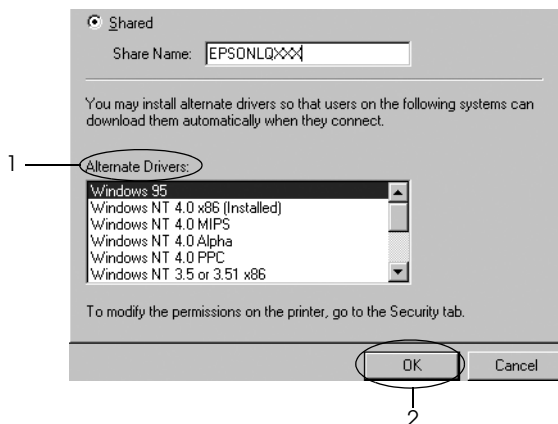 Shared
Share Name: EPSONLQXXX
You may install alternate drivers so that users on the following systems can
download them automatically when they connect.
1
Alternate Drivers:
Windows 95
Windows NT 4.0 x86 (Installed)
Windows NT 4.0 MIPS
Windows NT 4.0 Alpha
Windows NT 4.0 PPC
Windows NT 3.5 or 3.51 x86
To modify the permissions on the printer, go to the Security tab.
OK Cancel
2